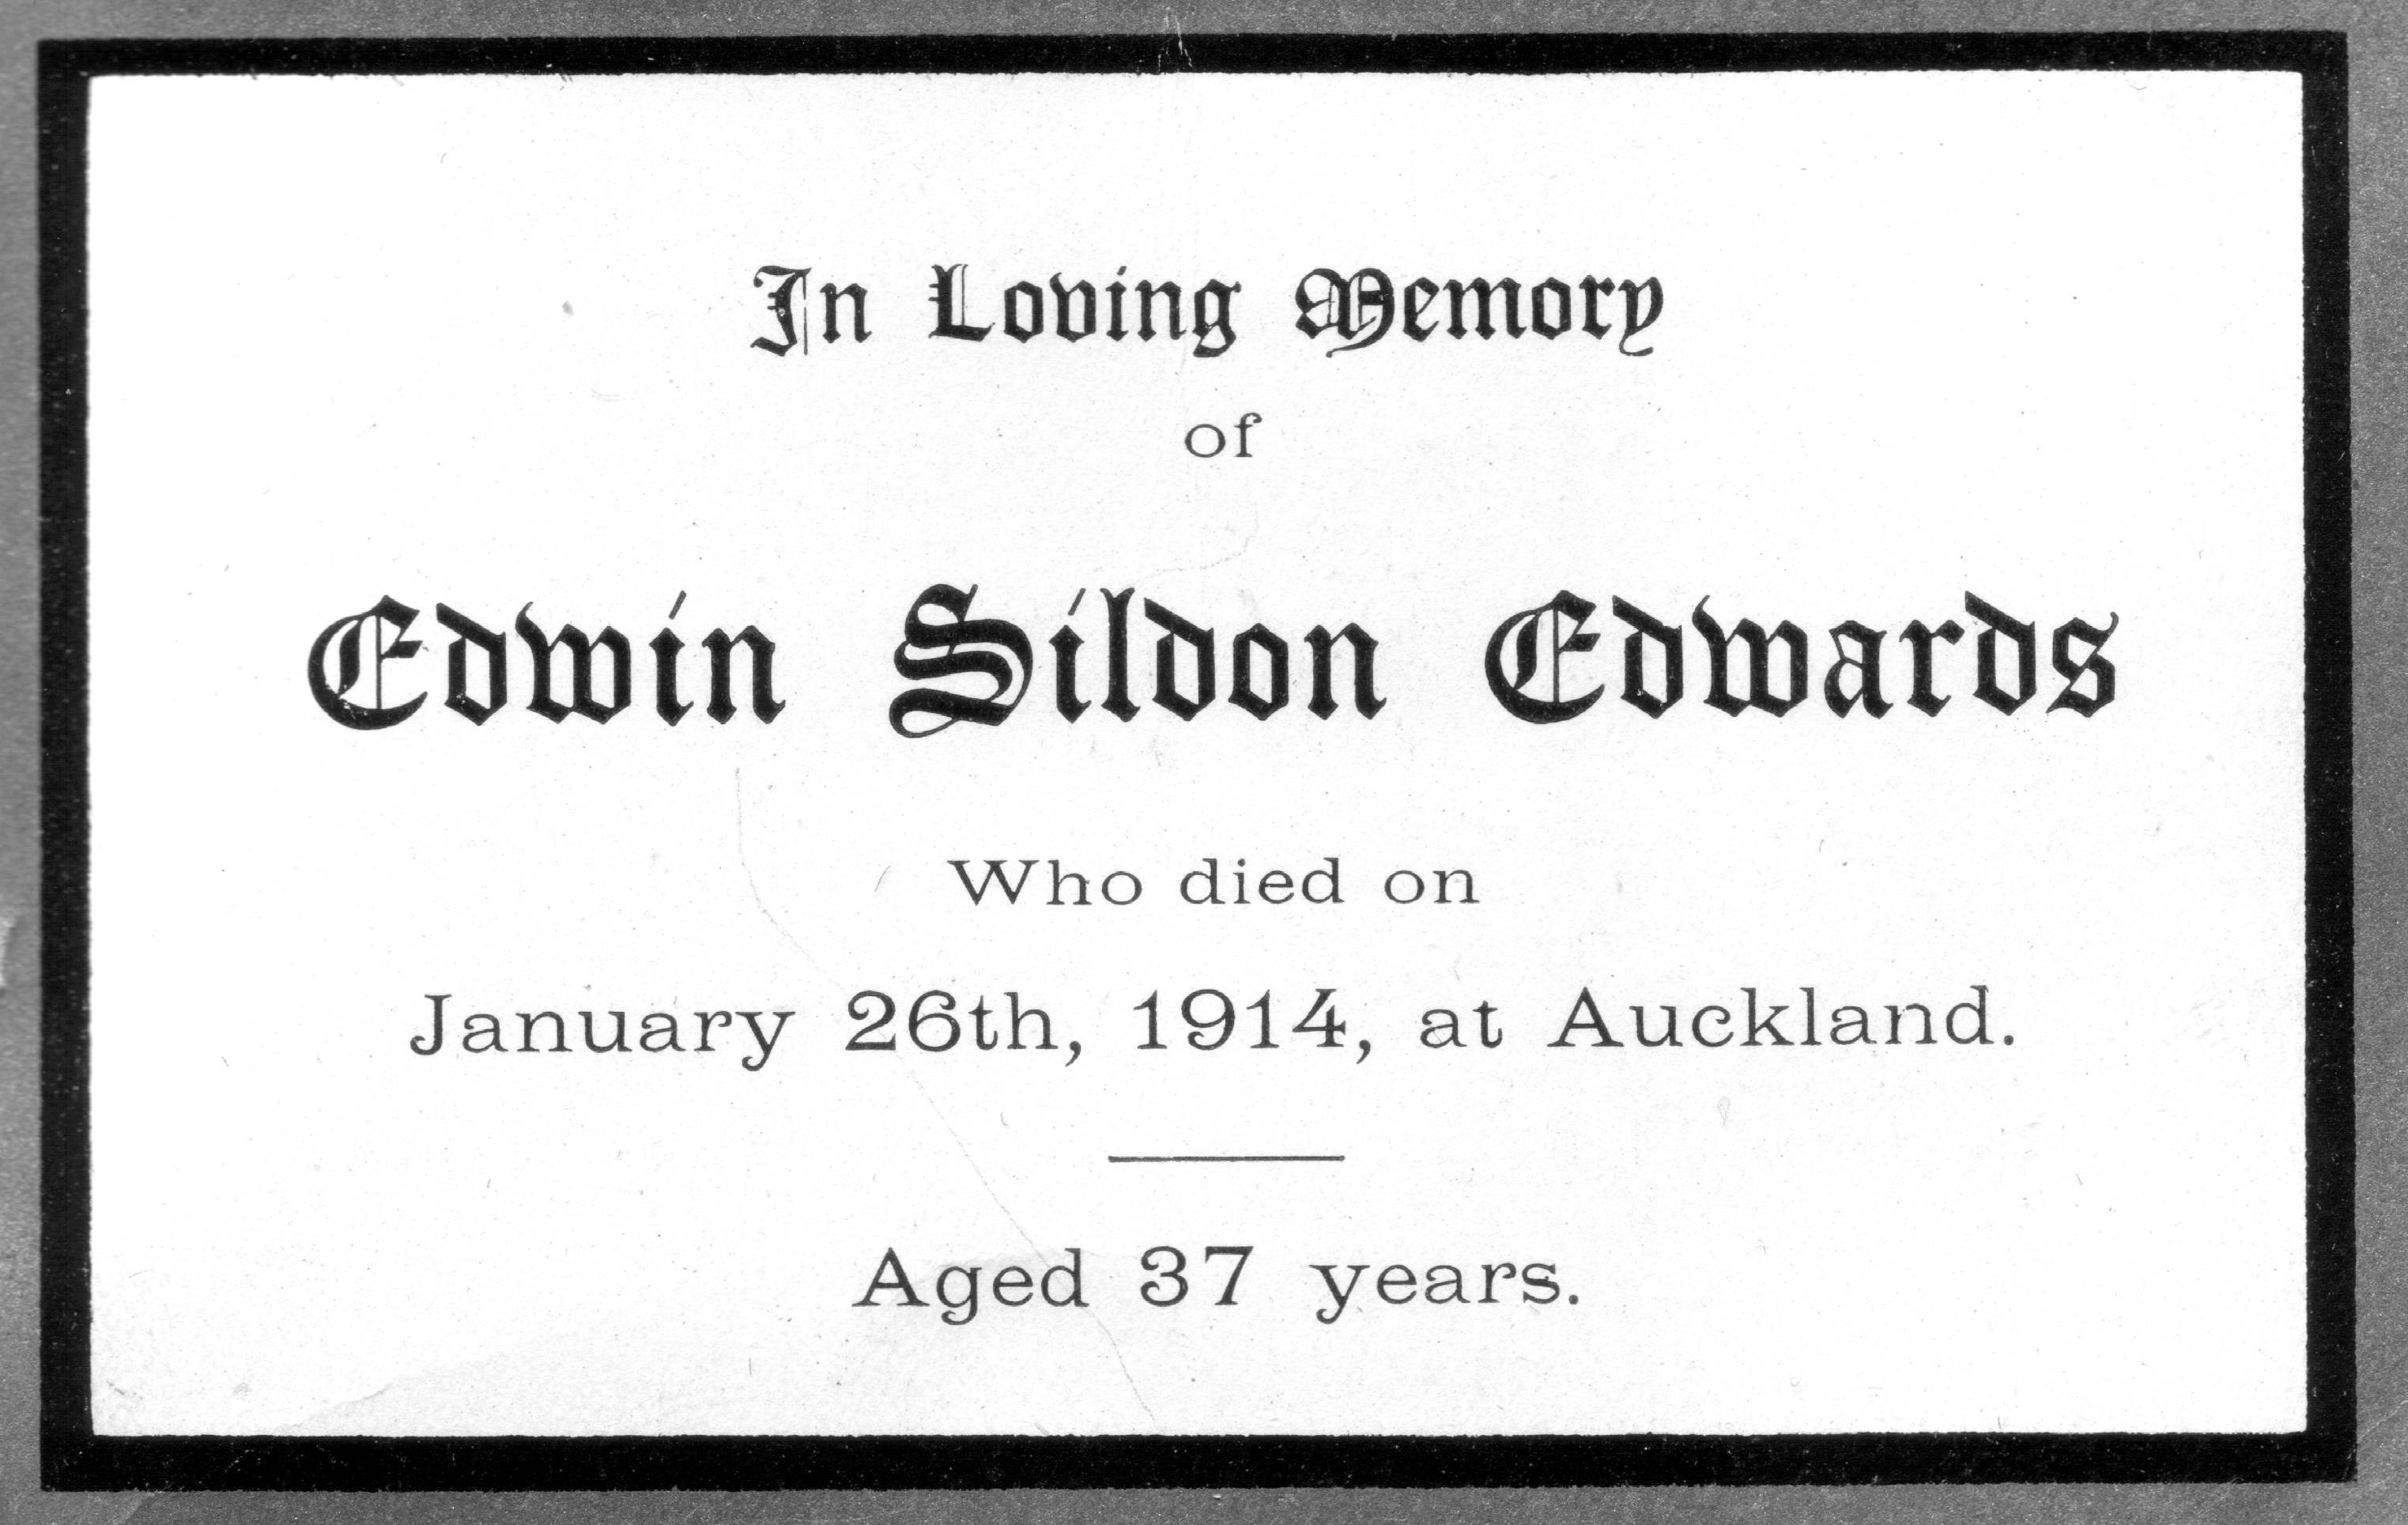 In Loving Memory
of
Edwin Sildon Edwards
Who died on
January 26th, 1914, at Auckland.
Aged 37 years.